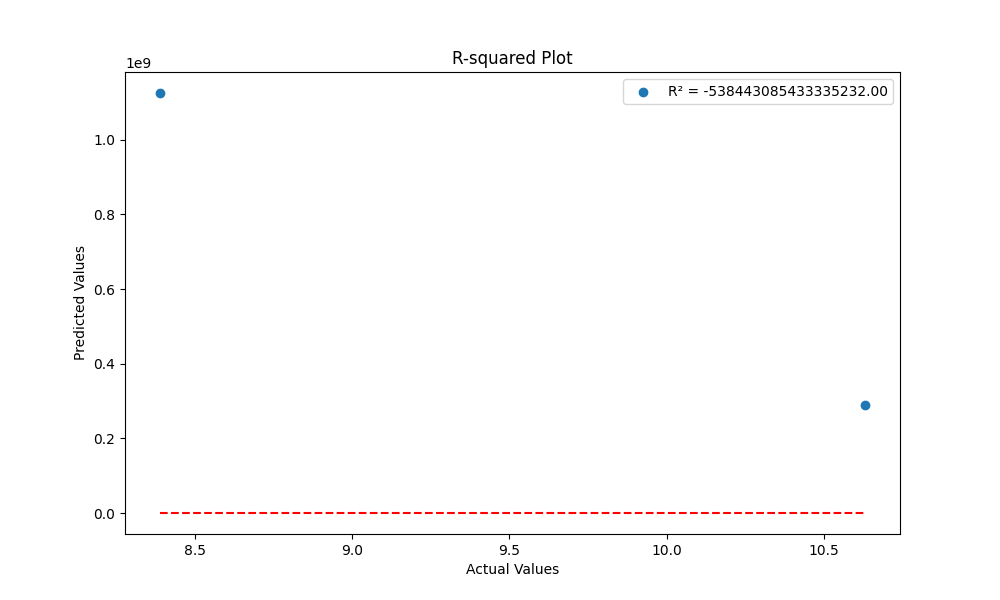 R-squared Plot
1e9
R² = -538443085433335232.00
1.0
0.8
0.6
0.4
0.2
0.0
Predicted Values
8.5 9.0 9.5 10.0 10.5
Actual Values